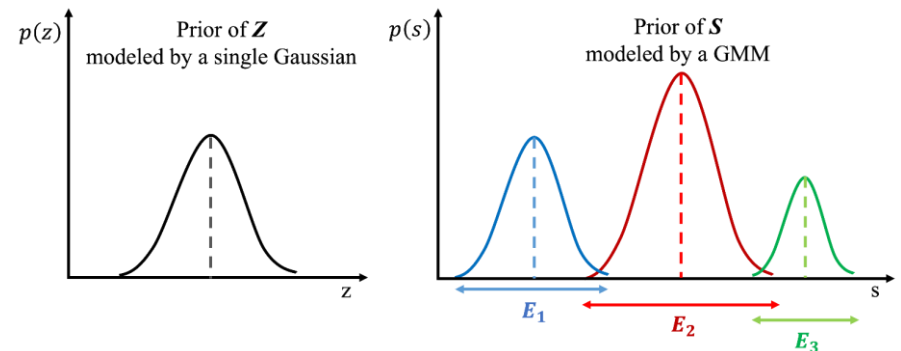 p(z)
Prior of Z
modeled by a single Gaussian
z
p(s)
Prior of S
modeled by a GMM
s
E₁
E₂
E₃